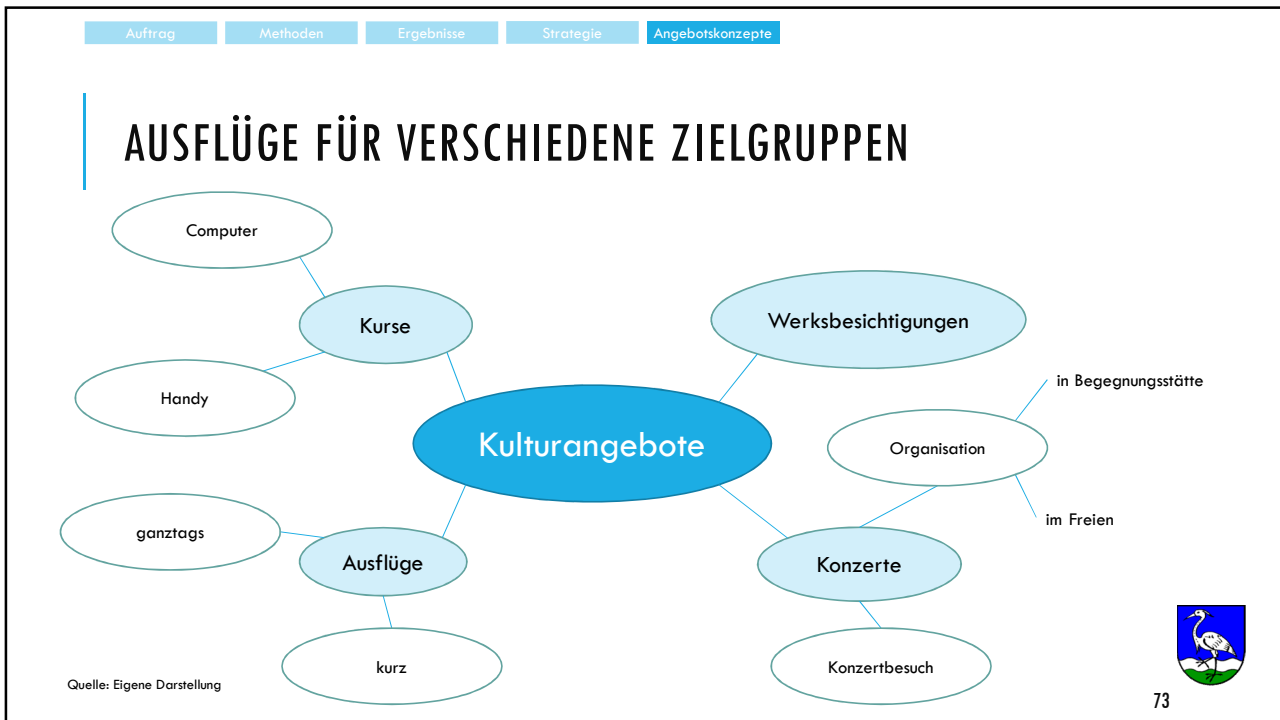 Auftrag
Methoden
Ergebnisse
Strategie
Angebotskonzepte
AUSFLÜGE FÜR VERSCHIEDENE ZIELGRUPPEN
Computer
Kurse
Handy
Werksbesichtigungen
in Begegnungsstätte
Kulturangebote
Organisation
im Freien
ganztags
Ausflüge
Konzerte
kurz
Konzertbesuch
Quelle: Eigene Darstellung
73